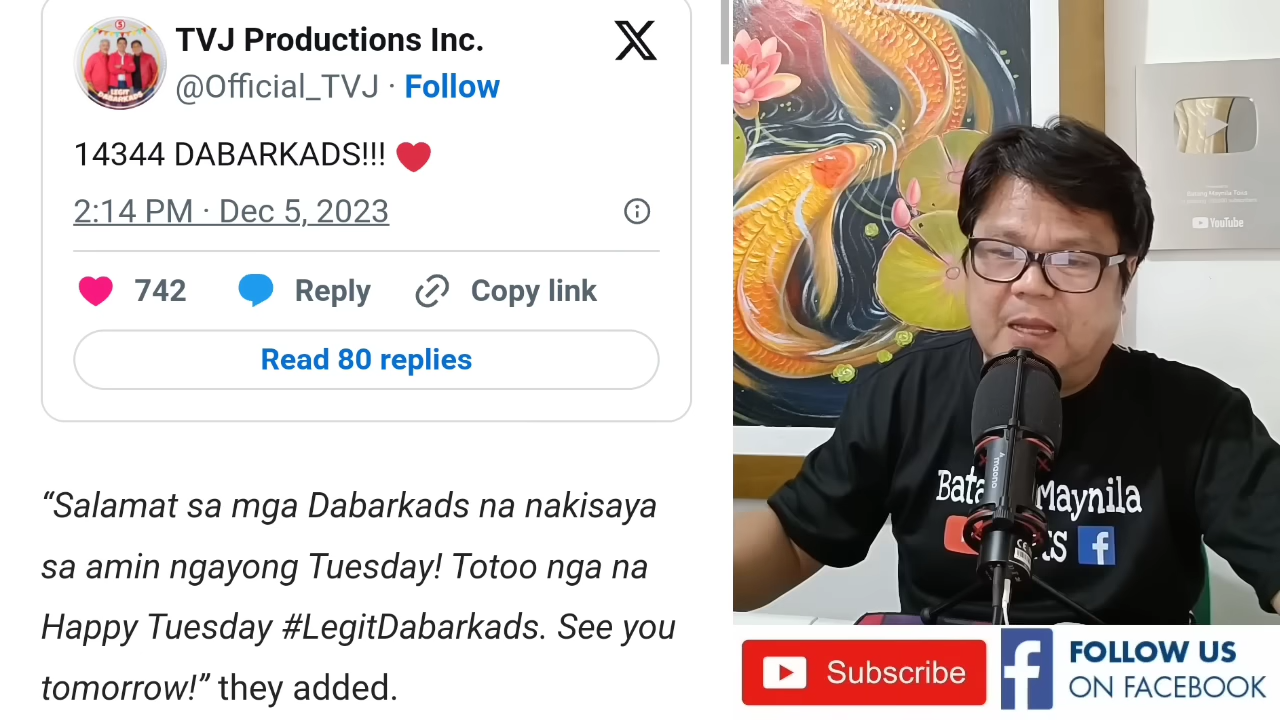 TVJ Productions Inc.
@Official_TVJ · Follow
14344 DABARKADS!!!
2:14 PM · Dec 5, 2023
742 Reply Copy link
Read 80 replies
“Salamat sa mga Dabarkads na nakisaya
sa amin ngayong Tuesday! Totoo nga na
Happy Tuesday #LegitDabarkads. See you
tomorrow!” they added.
YouTube
maono
Maynila
Subscribe
FOLLOW US
ON FACEBOOK